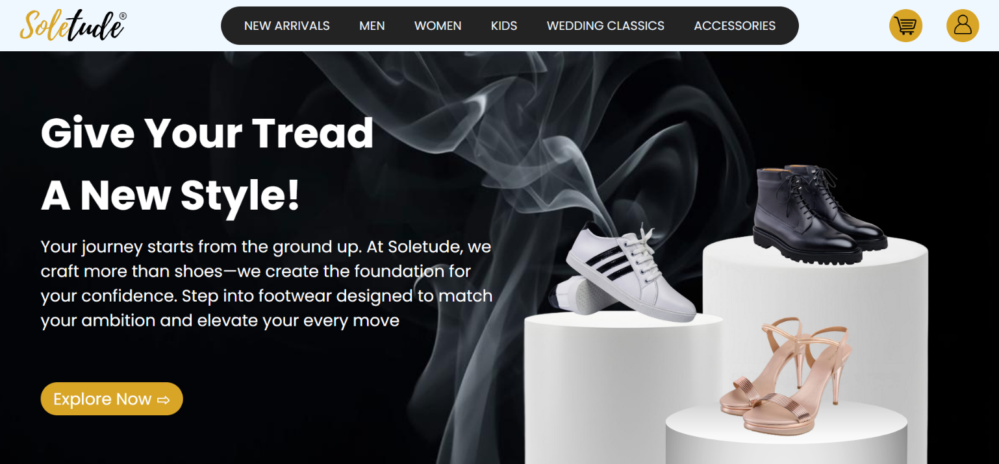 Soletude®
NEW ARRIVALS MEN WOMEN KIDS WEDDING CLASSICS ACCESSORIES
Give Your Tread
A New Style!
Your journey starts from the ground up. At Soletude, we
craft more than shoes—we create the foundation for
your confidence. Step into footwear designed to match
your ambition and elevate your every move
Explore Now ⇨